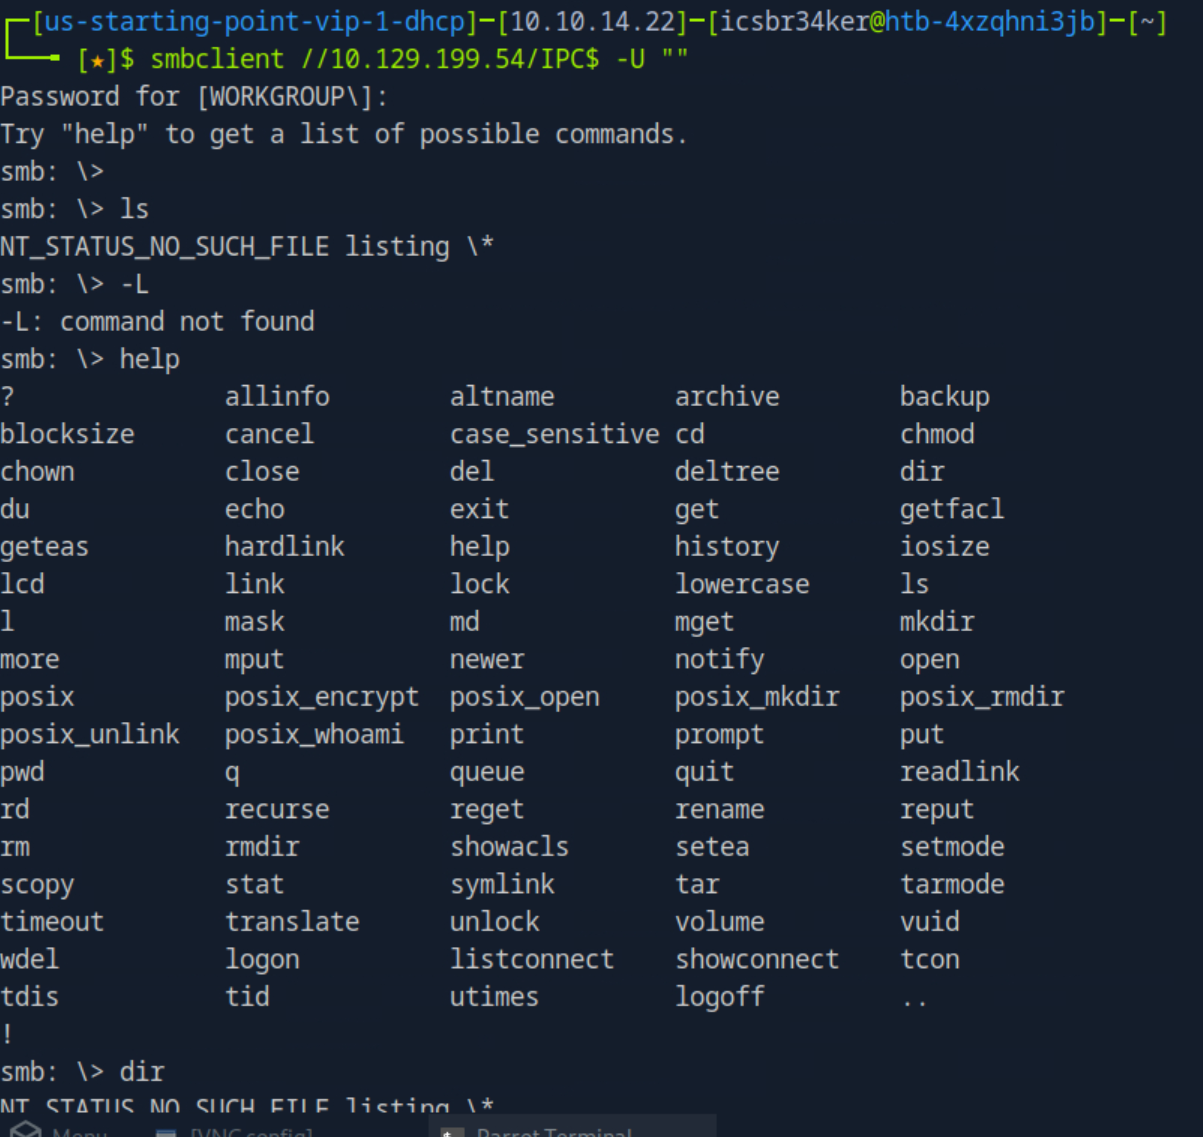 [us-starting-point-vip-1-dhcp]-[10.10.14.22]-[icsbr34ker@htb-4xzqhni3jb]-[~]
[★]$ smbclient //10.129.199.54/IPC$ -U ""
Password for [WORKGROUP\]:
Try "help" to get a list of possible commands.
smb: \>
smb: \> ls
NT_STATUS_NO_SUCH_FILE listing \*
smb: \> -L
-L: command not found
smb: \> help
? allinfo altname archive backup
blocksize cancel case_sensitive cd chmod
chown close del deltree dir
du echo exit get getfacl
geteas hardlink help history iosize
lcd link lock lowercase ls
l mask md mget mkdir
more mput newer notify open
posix posix_encrypt posix_open posix_mkdir posix_rmdir
posix_unlink posix_whoami print prompt put
pwd q queue quit readlink
rd recurse reget rename reput
rm rmdir showacls setea setmode
scopy stat symlink tar tarmode
timeout translate unlock volume vuid
wdel logon listconnect showconnect tcon
tdis tid utimes logoff ..
!
smb: \> dir
NT_STATUS_NO_SUCH_FILE listing \*
Menu [VNC config] Parrot Terminal